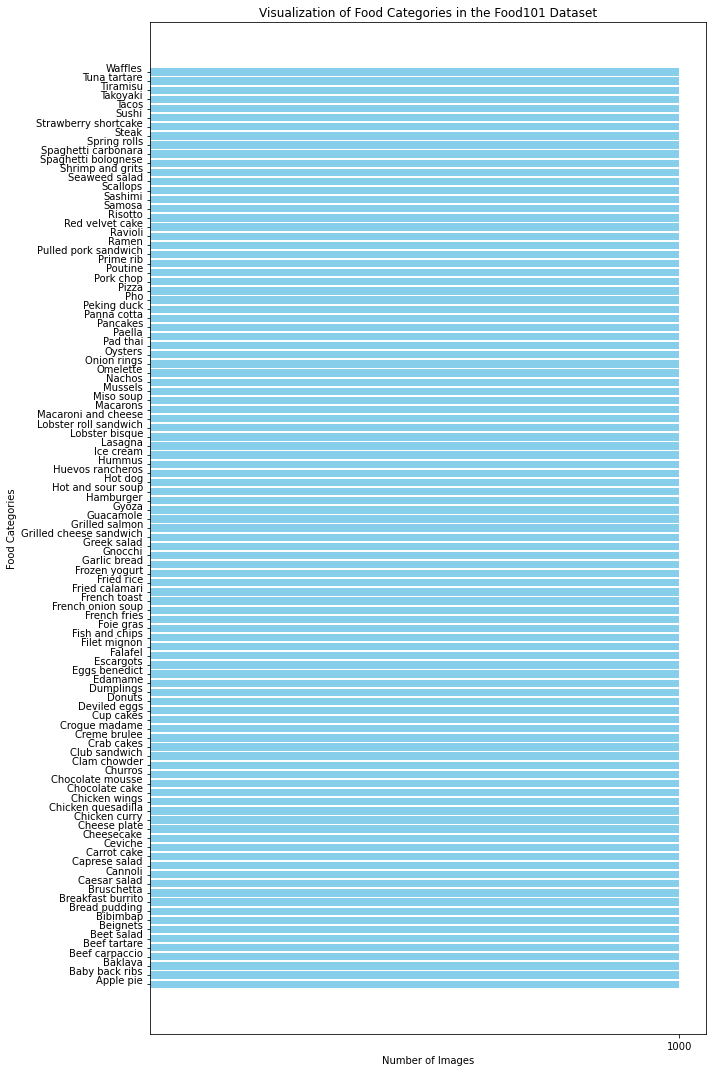 Visualization of Food Categories in the Food101 Dataset
Waffles
Tuna tartare
Tiramisu
Takoyaki
Tacos
Sushi
Strawberry shortcake
Steak
Spring rolls
Spaghetti carbonara
Spaghetti bolognese
Shrimp and grits
Seaweed salad
Scallops
Sashimi
Samosa
Risotto
Red velvet cake
Ravioli
Ramen
Pulled pork sandwich
Prime rib
Poutine
Pork chop
Pizza
Pho
Peking duck
Panna cotta
Pancakes
Paella
Pad thai
Oysters
Onion rings
Omelette
Nachos
Mussels
Miso soup
Macarons
Macaroni and cheese
Lobster roll sandwich
Lobster bisque
Lasagna
Ice cream
Hummus
Huevos rancheros
Hot dog
Hot and sour soup
Hamburger
Gyoza
Guacamole
Grilled salmon
Grilled cheese sandwich
Greek salad
Gnocchi
Garlic bread
Frozen yogurt
Fried rice
Fried calamari
French toast
French onion soup
French fries
Foie gras
Fish and chips
Filet mignon
Falafel
Escargots
Eggs benedict
Edamame
Dumplings
Donuts
Deviled eggs
Cup cakes
Croque madame
Creme brulee
Crab cakes
Club sandwich
Clam chowder
Churros
Chocolate mousse
Chocolate cake
Chicken wings
Chicken quesadilla
Chicken curry
Cheese plate
Cheesecake
Ceviche
Carrot cake
Caprese salad
Cannoli
Caesar salad
Bruschetta
Breakfast burrito
Bread pudding
Bibimbap
Beignets
Beet salad
Beef tartare
Beef carpaccio
Baklava
Baby back ribs
Apple pie
Food Categories
1000
Number of Images